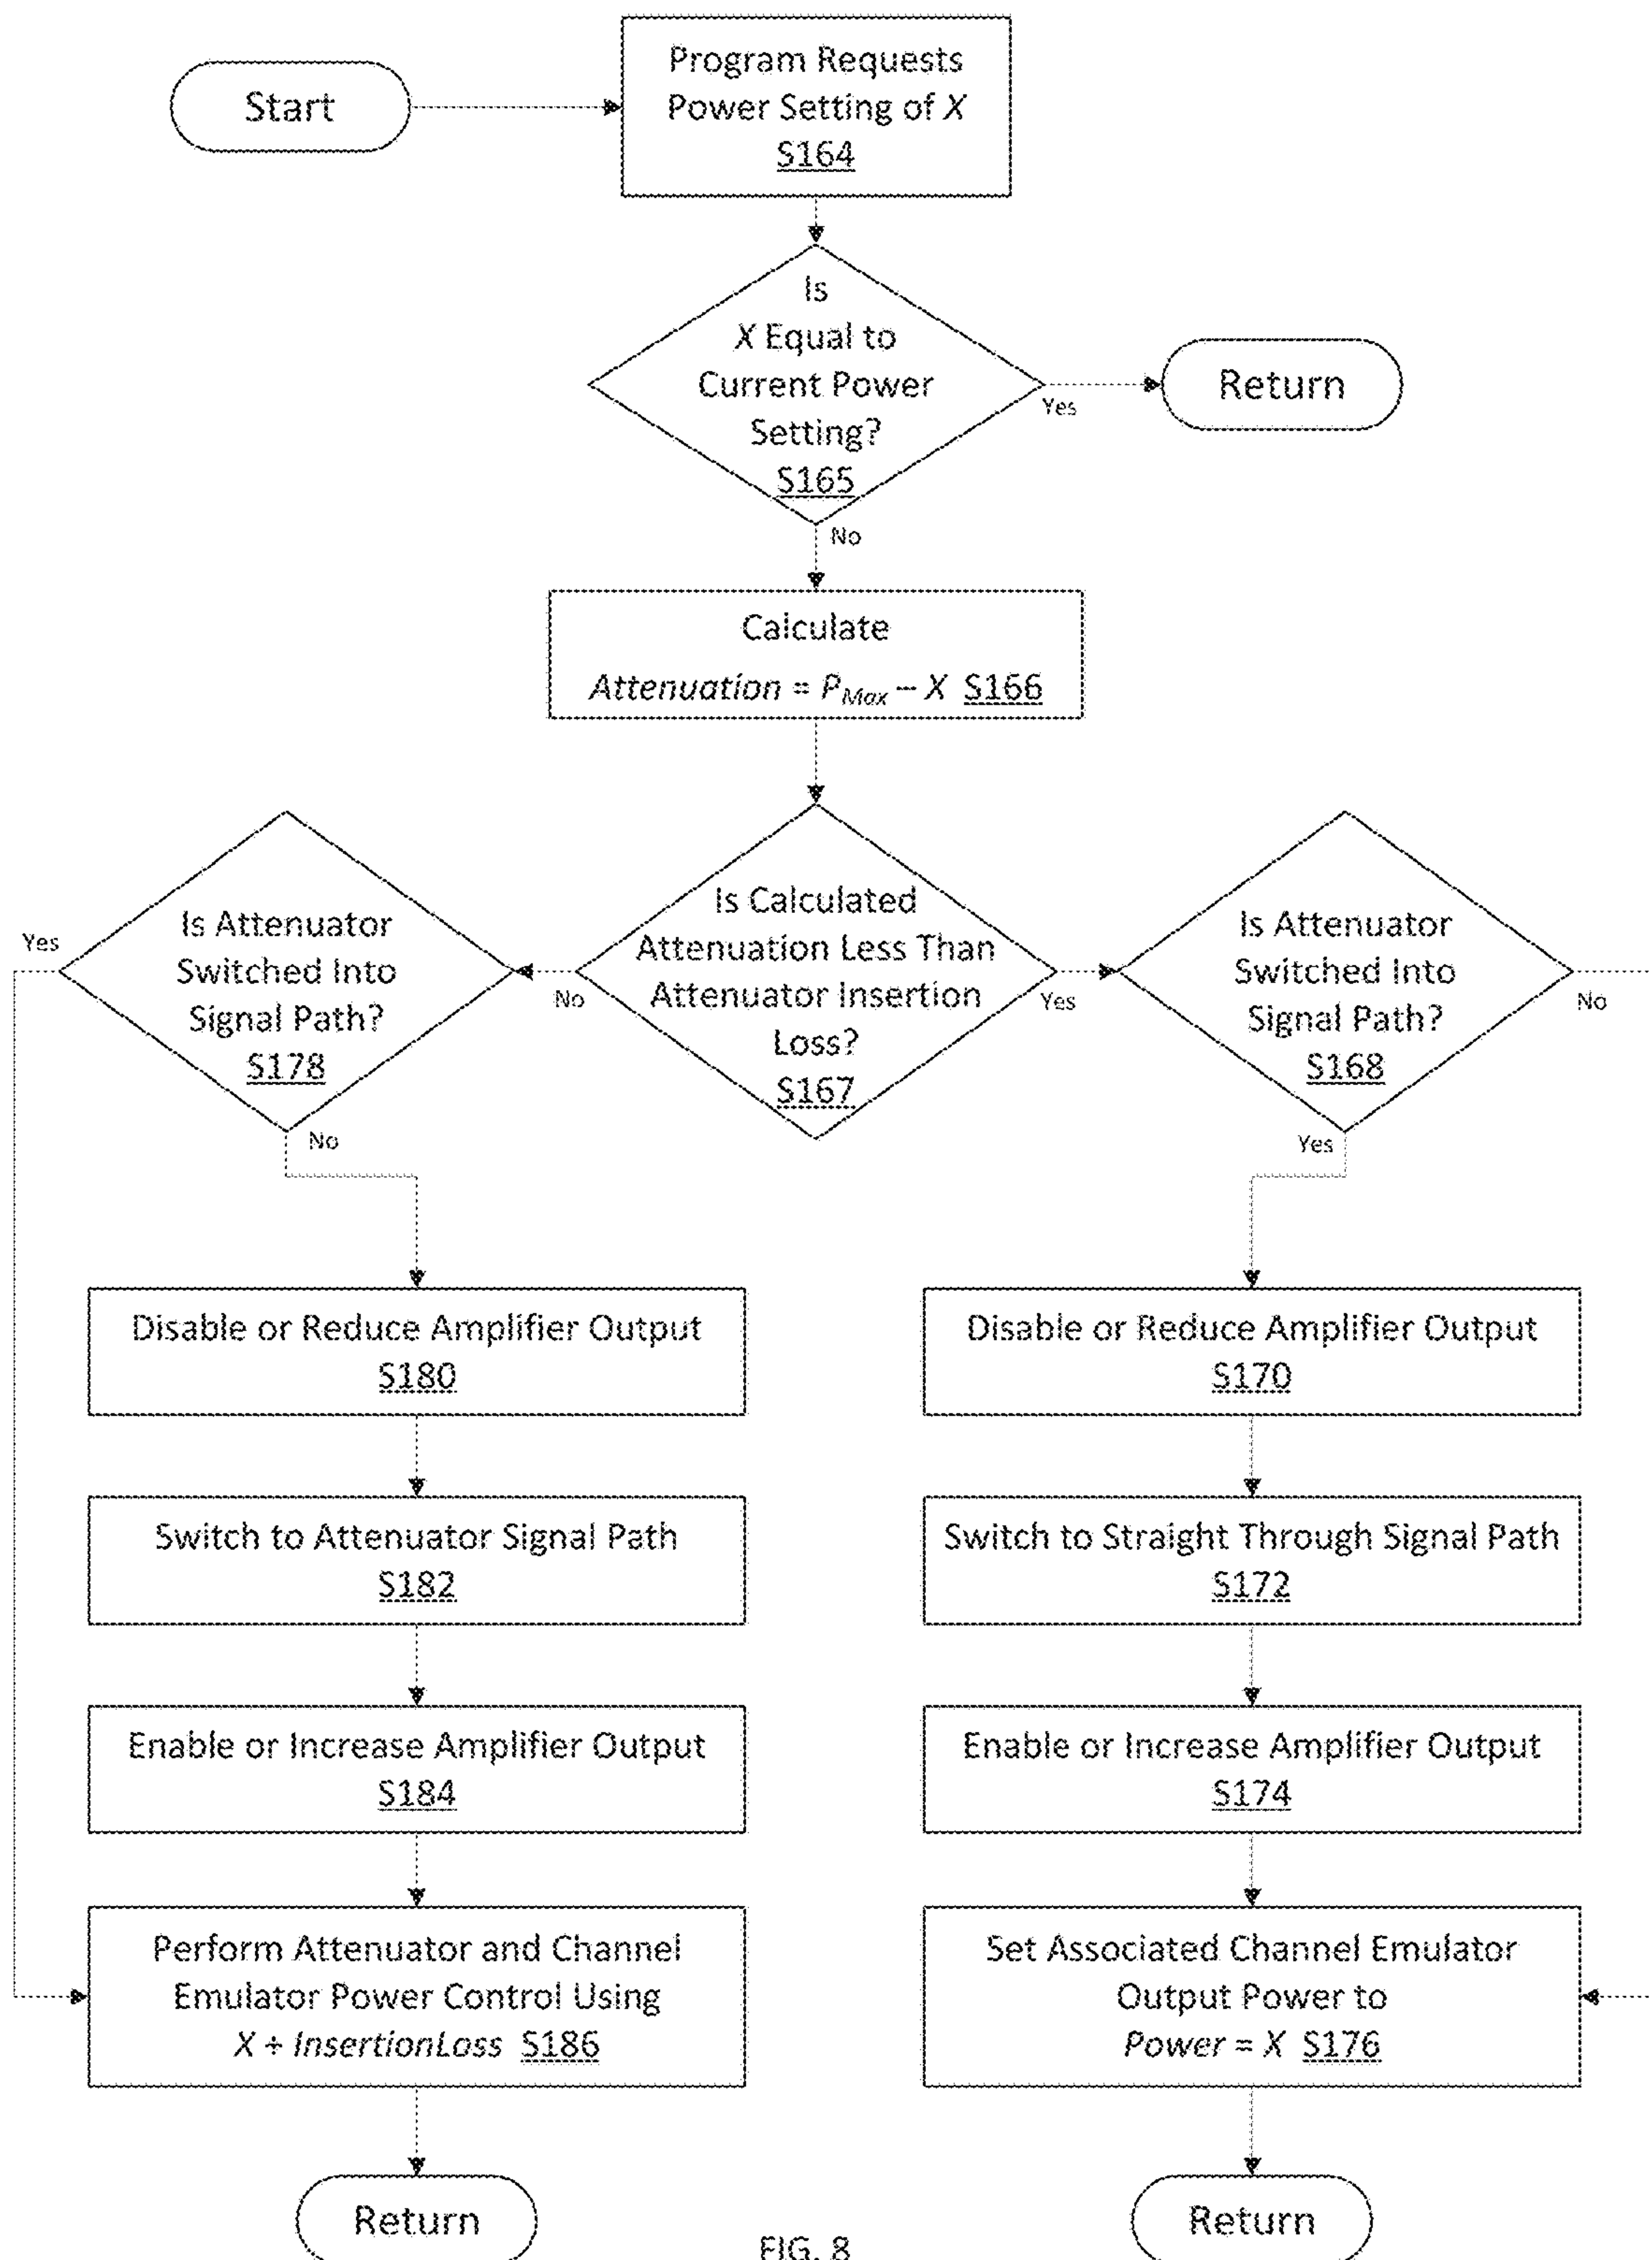 Start
Program Requests
Power Setting of X
S164
Is
X Equal to
Current Power
Setting?
S165
Yes
Return
No
Calculate
Attenuation = PMax – X S166
Is Calculated
Attenuation Less Than
Attenuator Insertion
Loss?
S167
No
Yes
Is Attenuator
Switched Into
Signal Path?
S178
Yes
No
Is Attenuator
Switched Into
Signal Path?
S168
No
Yes
Disable or Reduce Amplifier Output
S180
Switch to Attenuator Signal Path
S182
Enable or Increase Amplifier Output
S184
Perform Attenuator and Channel
Emulator Power Control Using
X + InsertionLoss S186
Return
Disable or Reduce Amplifier Output
S170
Switch to Straight Through Signal Path
S172
Enable or Increase Amplifier Output
S174
Set Associated Channel Emulator
Output Power to
Power = X S176
Return
FIG. 8